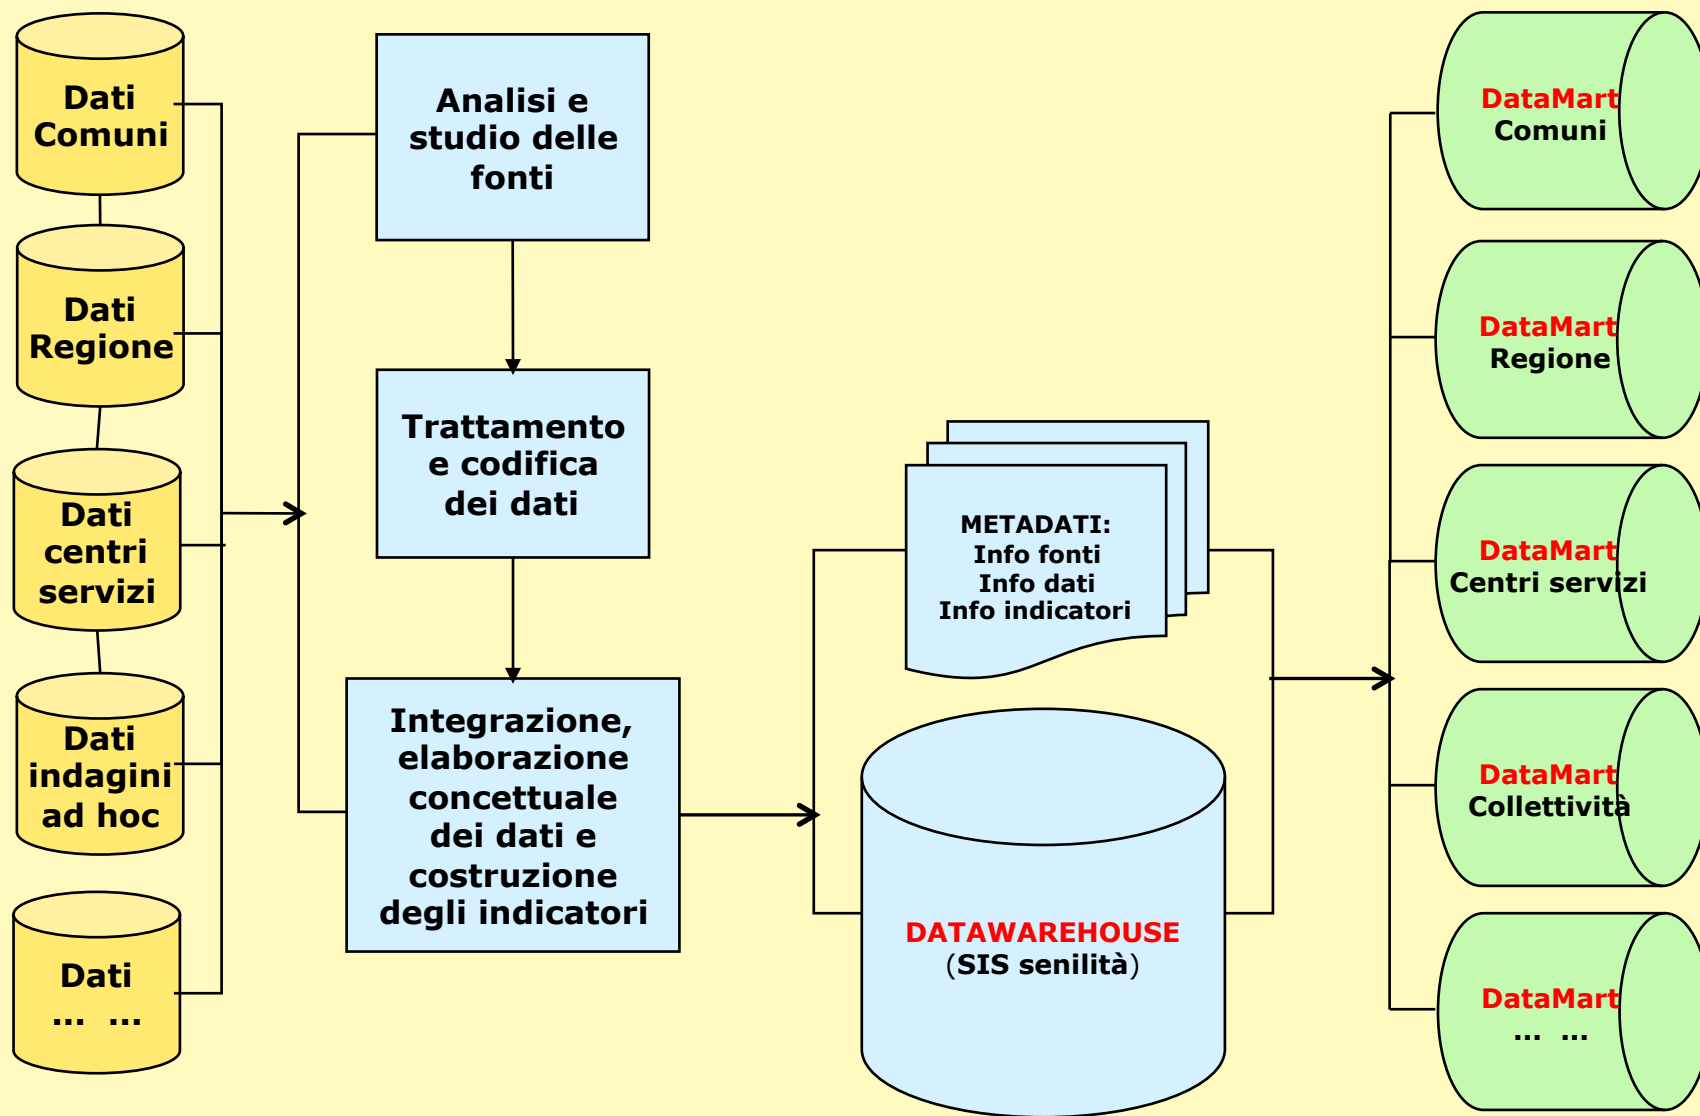 Dati
Comuni
Dati
Regione
Dati
centri
servizi
Dati
indagini
ad hoc
Dati
... ...
Analisi e
studio delle
fonti
Trattamento
e codifica
dei dati
Integrazione,
elaborazione
concettuale
dei dati e
costruzione
degli indicatori
METADATI:
Info fonti
Info dati
Info indicatori
DATAWAREHOUSE
(SIS senilità)
DataMart
Comuni
DataMart
Regione
DataMart
Centri servizi
DataMart
Collettività
DataMart
... ...